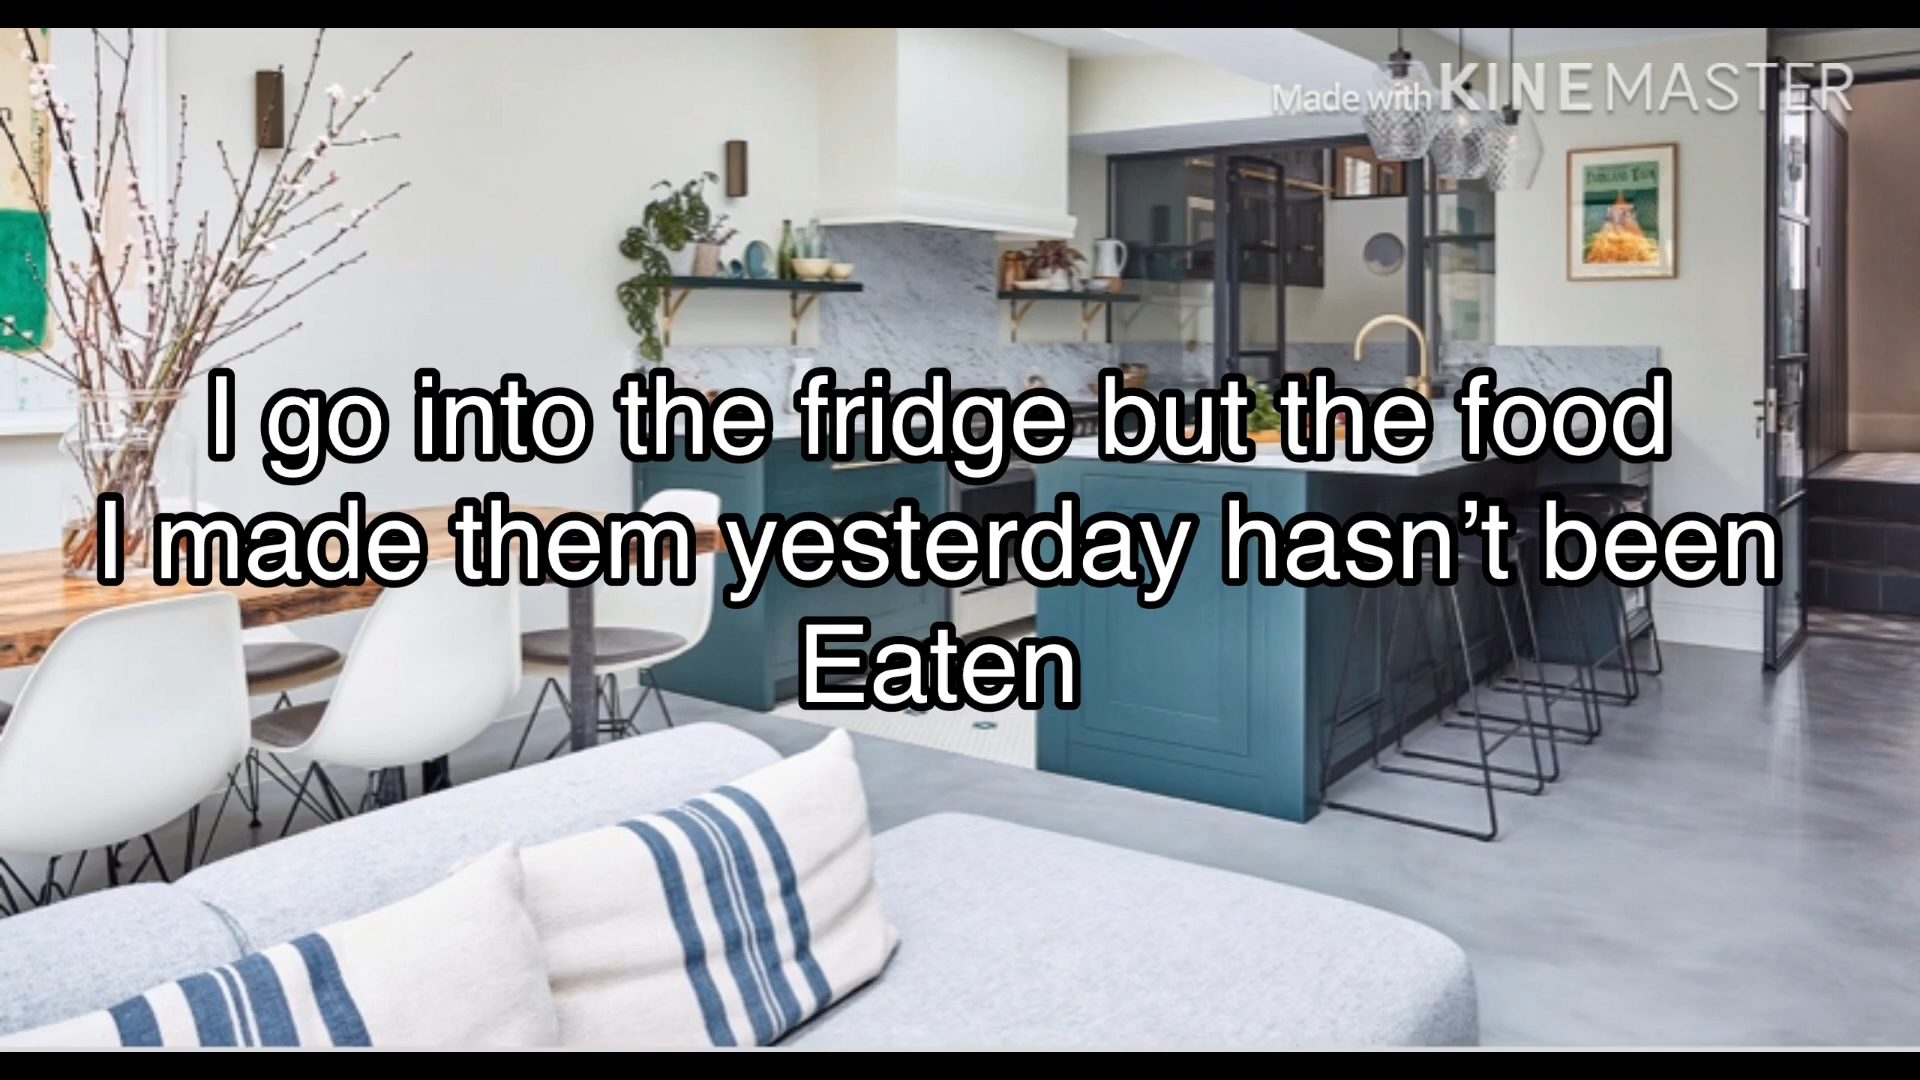 Made with KINEMASTER
I go into the fridge but the food
I made them yesterday hasn't been
Eaten